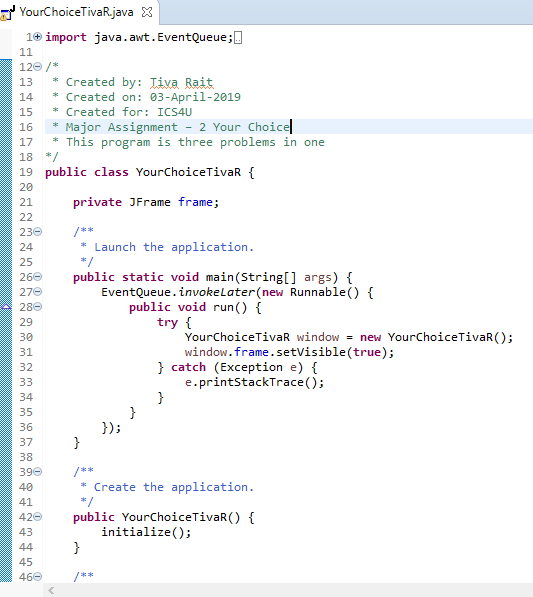 YourChoiceTivaR.java
1 import java.awt.EventQueue;
11
12 /*
13 * Created by: Tiva Rait
14 * Created on: 03-April-2019
15 * Created for: ICS4U
16 * Major Assignment – 2 Your Choice
17 * This program is three problems in one
18 */
19 public class YourChoiceTivaR {
20
21 private JFrame frame;
22
23 /**
24 * Launch the application.
25 */
26 public static void main(String[] args) {
27 EventQueue.invokeLater(new Runnable() {
28 public void run() {
29 try {
30 YourChoiceTivaR window = new YourChoiceTivaR();
31 window.frame.setVisible(true);
32 } catch (Exception e) {
33 e.printStackTrace();
34 }
35 }
36 });
37 }
38
39 /**
40 * Create the application.
41 */
42 public YourChoiceTivaR() {
43 initialize();
44 }
45
46 /**